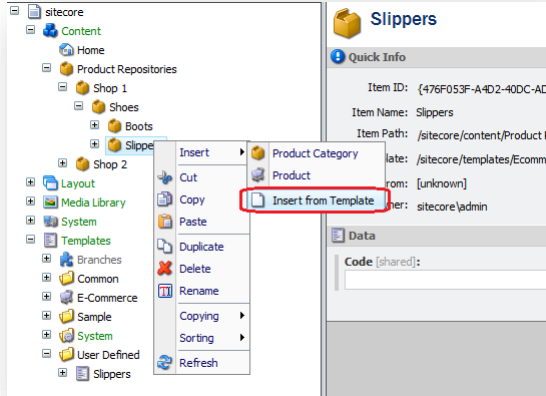 sitecore
Content
Home
Product Repositories
Shop 1
Shoes
Boots
Slippe
Shop 2
Layout
Media Library
System
Templates
Branches
Common
E-Commerce
Sample
System
User Defined
Slippers
Insert
Cut
Copy
Paste
Duplicate
Delete
Rename
Copying
Sorting
Refresh
Product Category
Product
Insert from Template
Slippers
Quick Info
Item ID: {476F053F-A4D2-40DC-AD
Item Name: Slippers
Item Path: /sitecore/content/Product
late: /sitecore/templates/Ecomm
rom: [unknown]
ner: sitecore\admin
Data
Code [shared]: